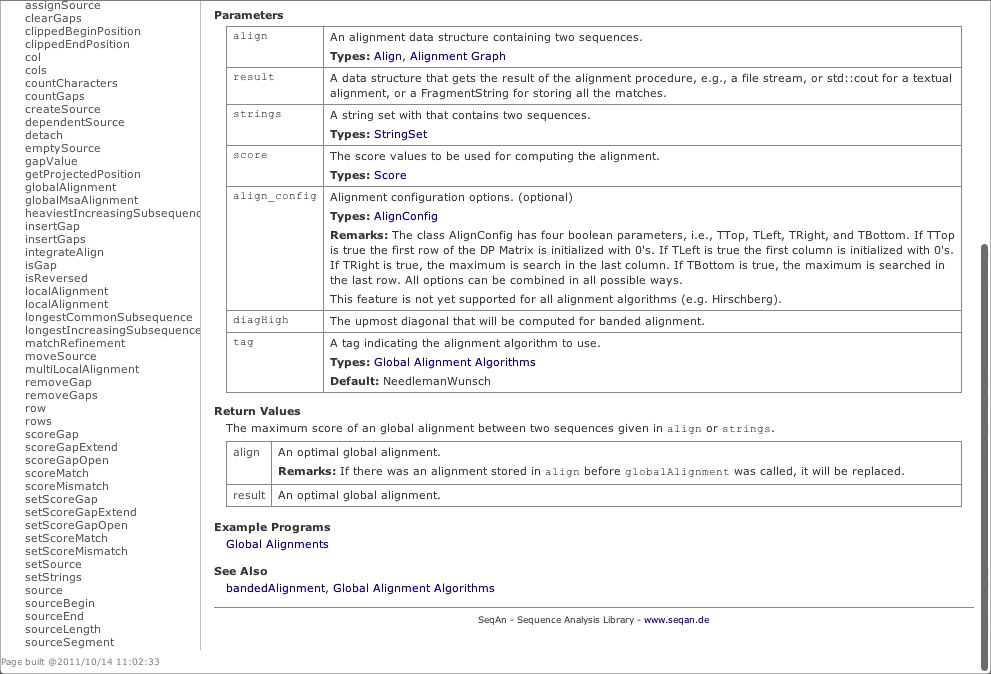 assignSource
clearGaps
clippedBeginPosition
clippedEndPosition
col
cols
countCharacters
countGaps
createSource
dependentSource
detach
emptySource
gapValue
getProjectedPosition
globalAlignment
globalMsaAlignment
heaviestIncreasingSubsequenc
insertGap
insertGaps
integrateAlign
isGap
isReversed
localAlignment
localAlignment
longestCommonSubsequence
longestIncreasingSubsequence
matchRefinement
moveSource
multiLocalAlignment
removeGap
removeGaps
row
rows
scoreGap
scoreGapExtend
scoreGapOpen
scoreMatch
scoreMismatch
setScoreGap
setScoreGapExtend
setScoreGapOpen
setScoreMatch
setScoreMismatch
setSource
setStrings
source
sourceBegin
sourceEnd
sourceLength
sourceSegment
Page built @2011/10/14 11:02:33
Parameters
align An alignment data structure containing two sequences.
Types: Align, Alignment Graph
result A data structure that gets the result of the alignment procedure, e.g., a file stream, or std::cout for a textual
alignment, or a FragmentString for storing all the matches.
strings A string set with that contains two sequences.
Types: StringSet
score The score values to be used for computing the alignment.
Types: Score
align_config Alignment configuration options. (optional)
Types: AlignConfig
Remarks: The class AlignConfig has four boolean parameters, i.e., TTop, TLeft, TRight, and TBottom. If TTop
is true the first row of the DP Matrix is initialized with 0's. If TLeft is true the first column is initialized with 0's.
If TRight is true, the maximum is search in the last column. If TBottom is true, the maximum is searched in
the last row. All options can be combined in all possible ways.
This feature is not yet supported for all alignment algorithms (e.g. Hirschberg).
diagHigh The upmost diagonal that will be computed for banded alignment.
tag A tag indicating the alignment algorithm to use.
Types: Global Alignment Algorithms
Default: NeedlemanWunsch
Return Values
The maximum score of an global alignment between two sequences given in align or strings.
align An optimal global alignment.
Remarks: If there was an alignment stored in align before globalAlignment was called, it will be replaced.
result An optimal global alignment.
Example Programs
Global Alignments
See Also
bandedAlignment, Global Alignment Algorithms
SeqAn - Sequence Analysis Library - www.seqan.de